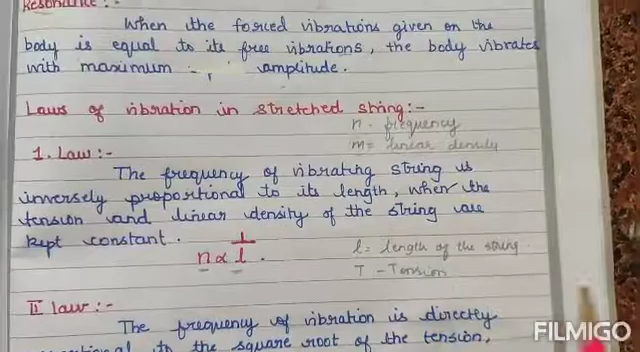 Resonance :-
When the forced vibrations given on the
body is equal to its free vibrations, the body vibrates
with maximum amplitude.
Laws of vibration in stretched string:-
n - frequency
m= linear density
1. Law:-
The frequency of vibrating string is
inversely proportional to its length, when the
tension and linear density of the string are
kept constant.
n ∝ 1/l .
l = length of the string
T - Tension
II law:-
The frequency of vibration is directly
to the square root of the tension,
FILMIGO